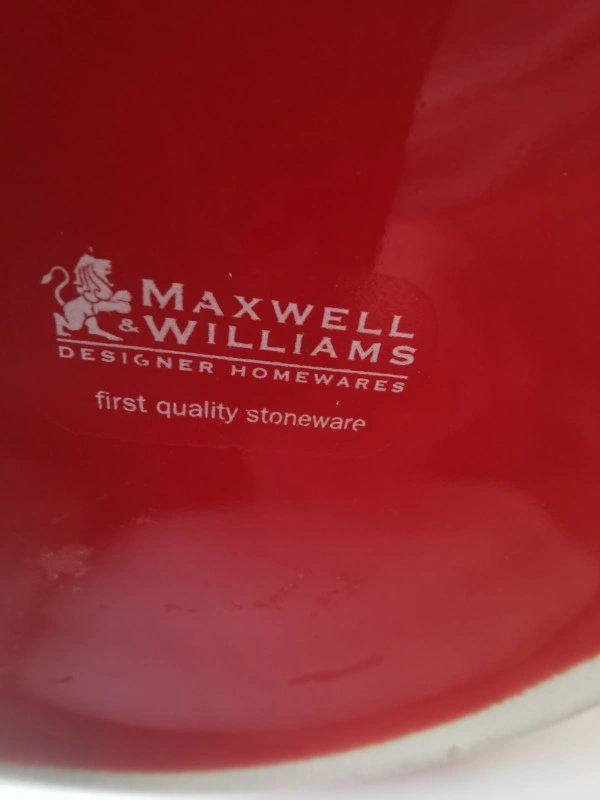 MAXWELL
& WILLIAMS
DESIGNER HOMEWARES
first quality stoneware